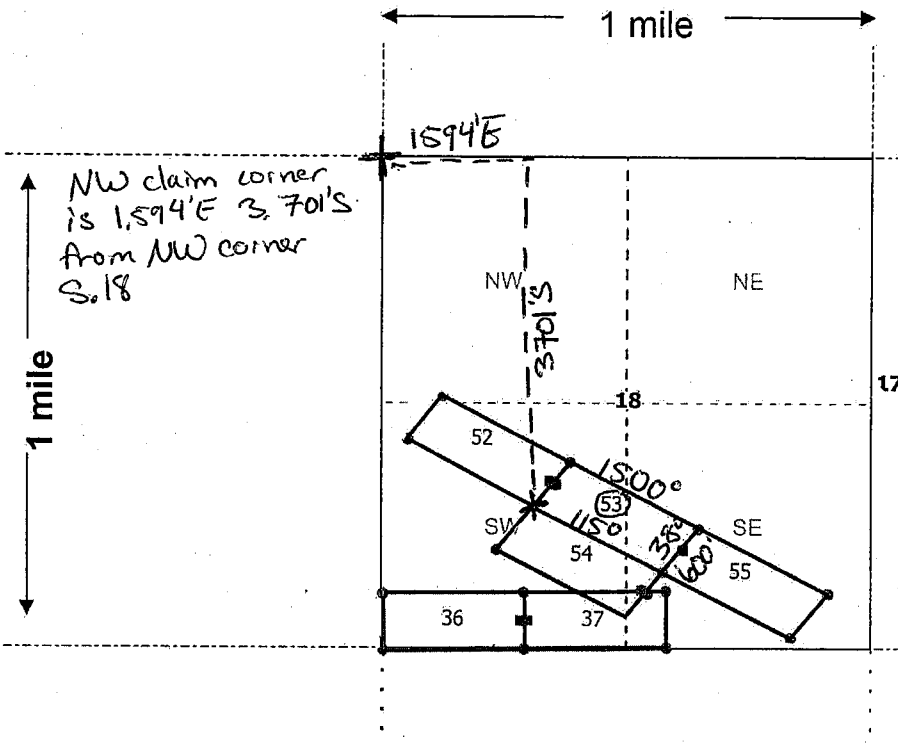 1 mile
1594'E
NW claim corner
is 1,594'E 3,701'S
from NW corner
S.18
NW
NE
3701'S
1 mile
17
18
52
1500°
53
SW
115°
SE
54
38°
600'
55
36
37